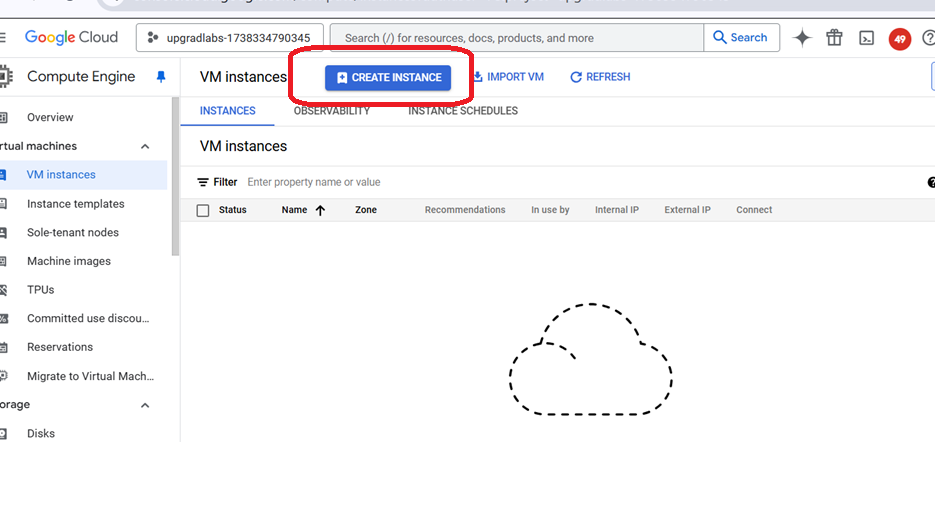 Google Cloud
upgradlabs-1738334790345
Search (/) for resources, docs, products, and more
Search
49
Compute Engine
VM instances
CREATE INSTANCE
IMPORT VM
REFRESH
INSTANCES
OBSERVABILITY
INSTANCE SCHEDULES
Overview
rtual machines
VM instances
Instance templates
Sole-tenant nodes
Machine images
TPUs
Committed use discou...
Reservations
Migrate to Virtual Mach...
orage
Disks
VM instances
Filter
Enter property name or value
Status
Name
Zone
Recommendations
In use by
Internal IP
External IP
Connect